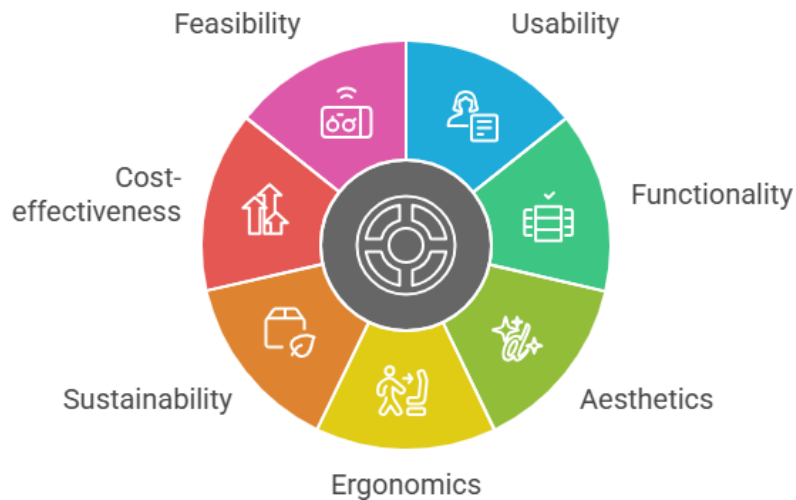 Feasibility
Usability
Cost-
effectiveness
Functionality
Sustainability
Aesthetics
Ergonomics